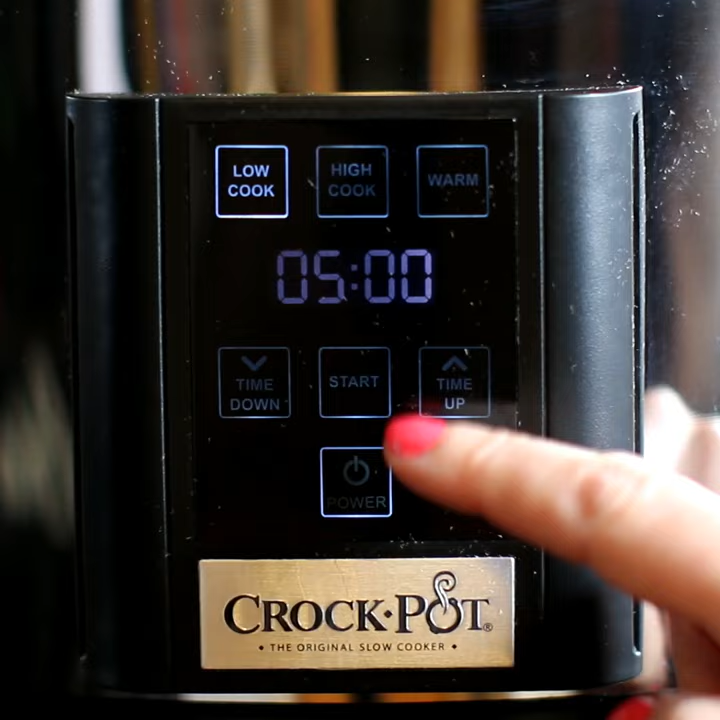 LOW HIGH WARM
COOK COOK
05:00
TIME START TIME
DOWN UP
POWER
CROCK•POT®
• THE ORIGINAL SLOW COOKER •